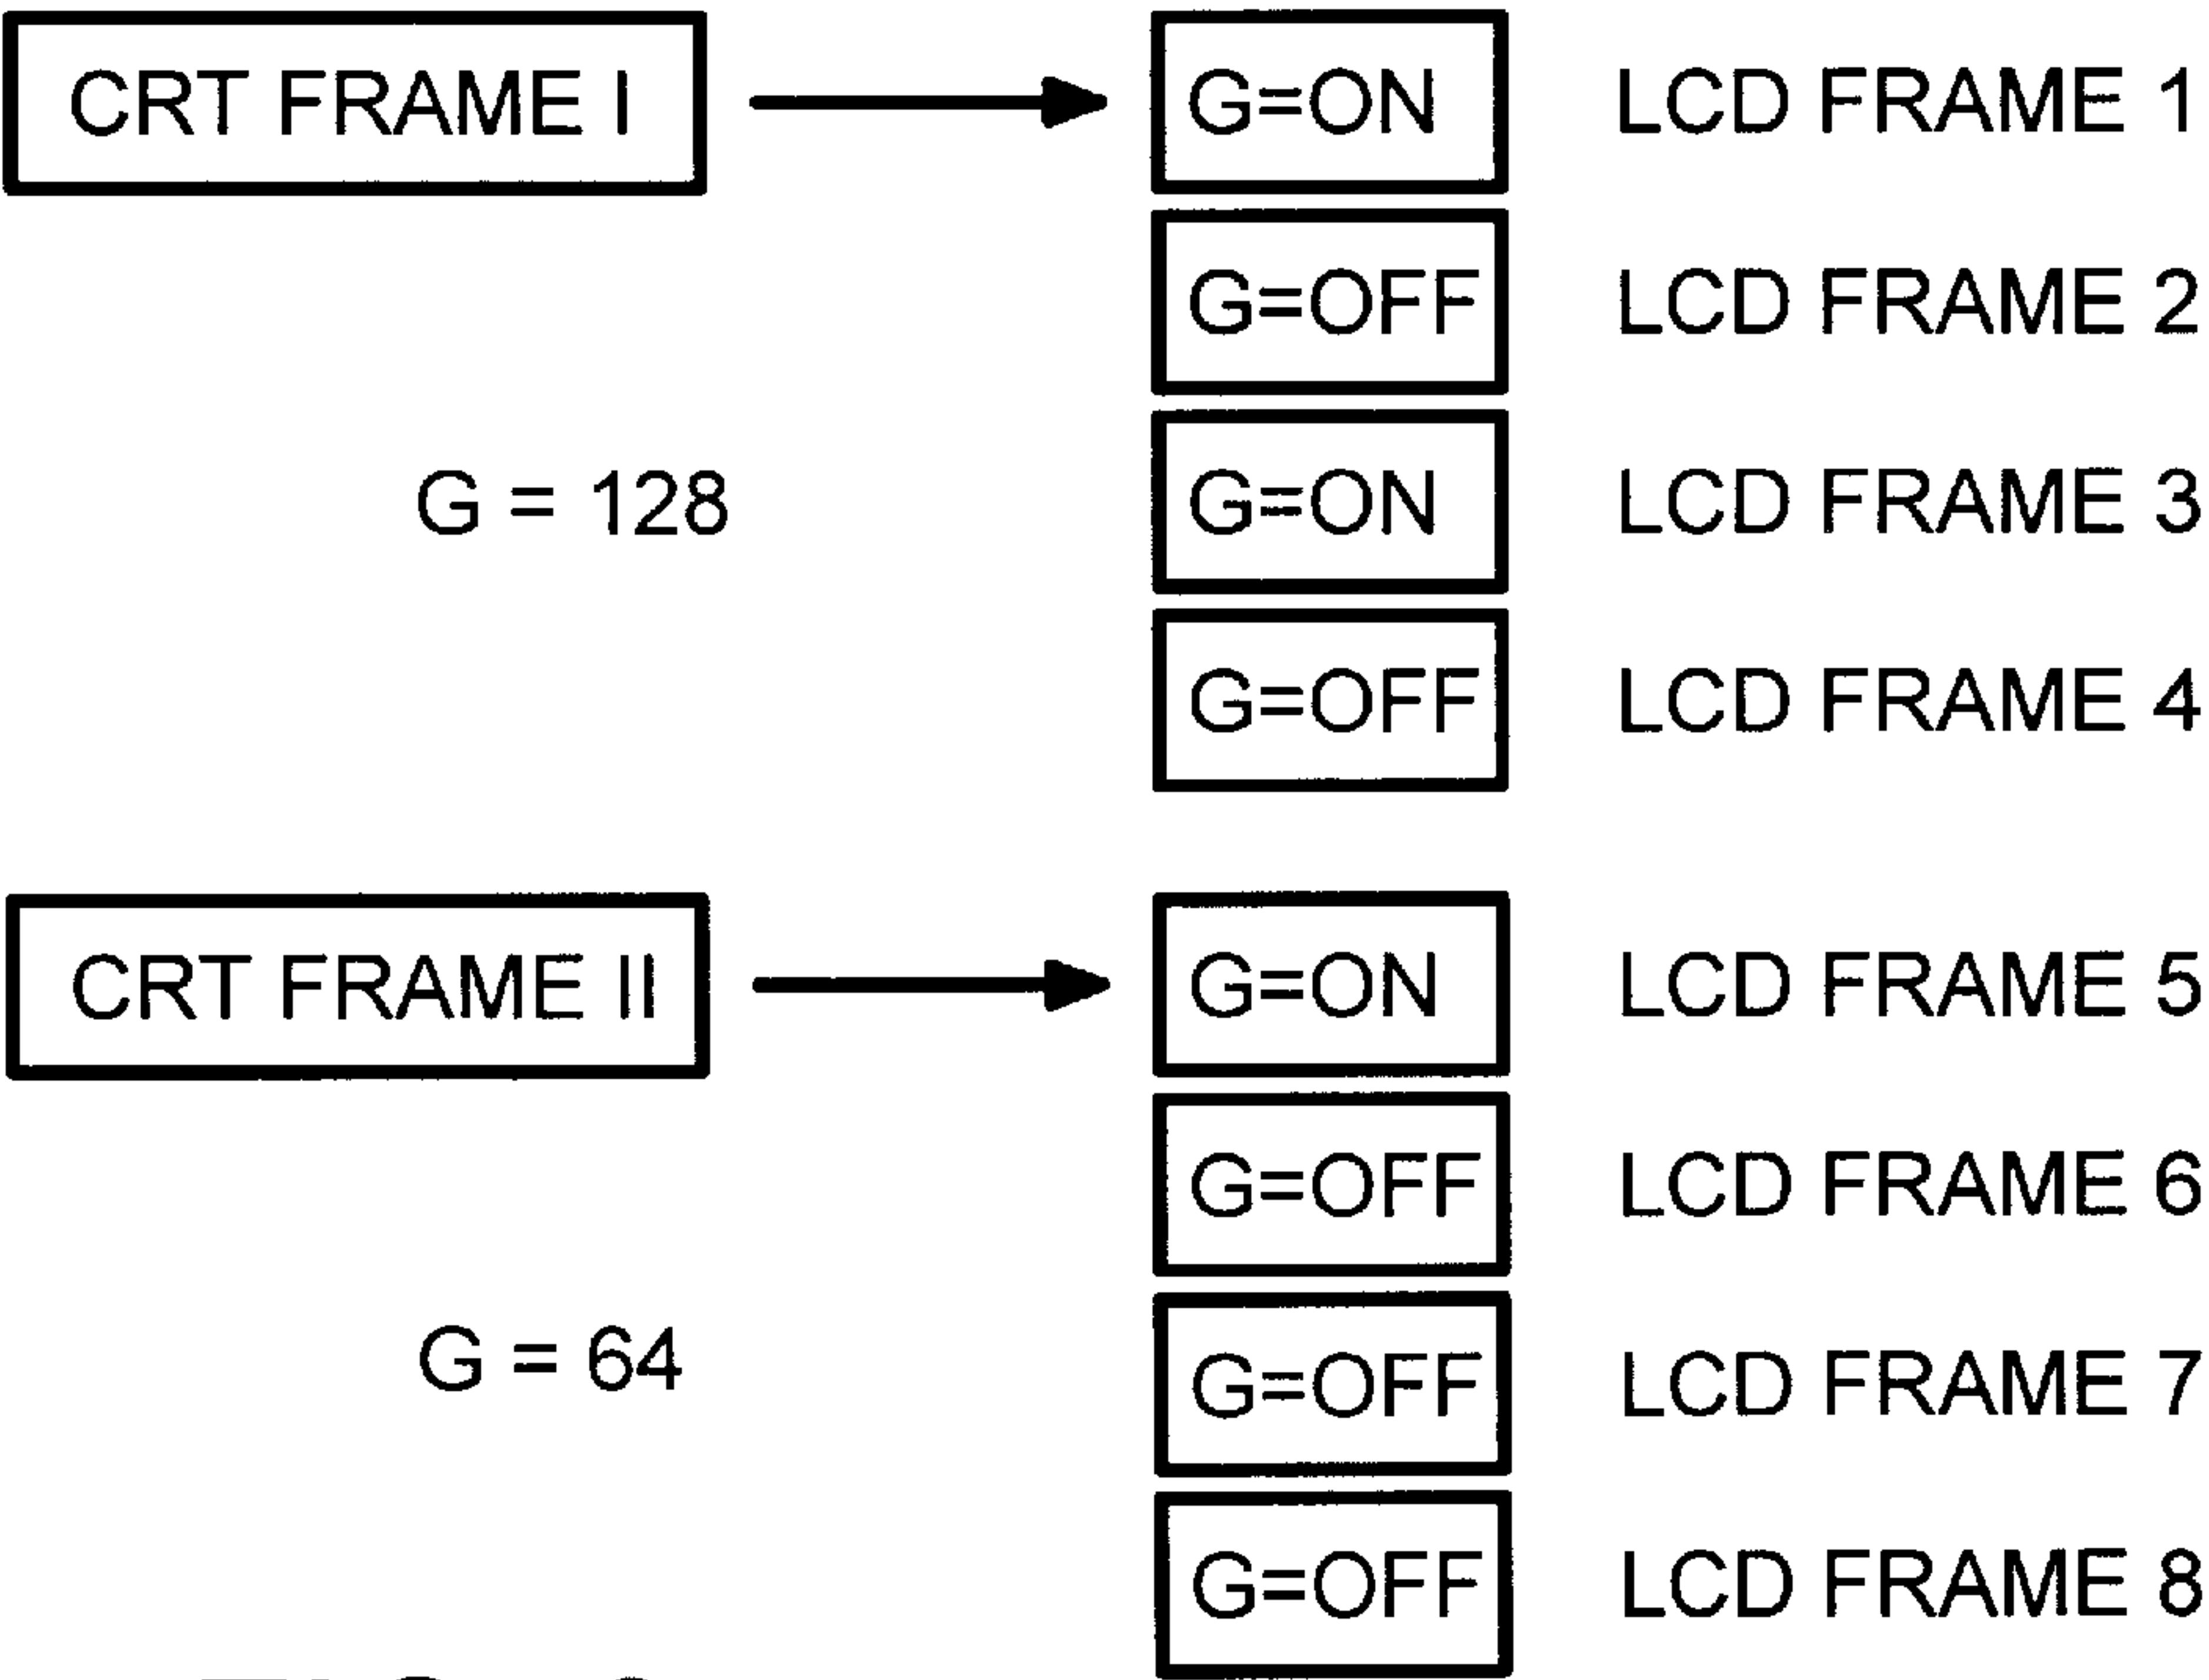 CRT FRAME I G=ON LCD FRAME 1
G=OFF LCD FRAME 2
G = 128 G=ON LCD FRAME 3
G=OFF LCD FRAME 4
CRT FRAME II G=ON LCD FRAME 5
G=OFF LCD FRAME 6
G = 64 G=OFF LCD FRAME 7
G=OFF LCD FRAME 8